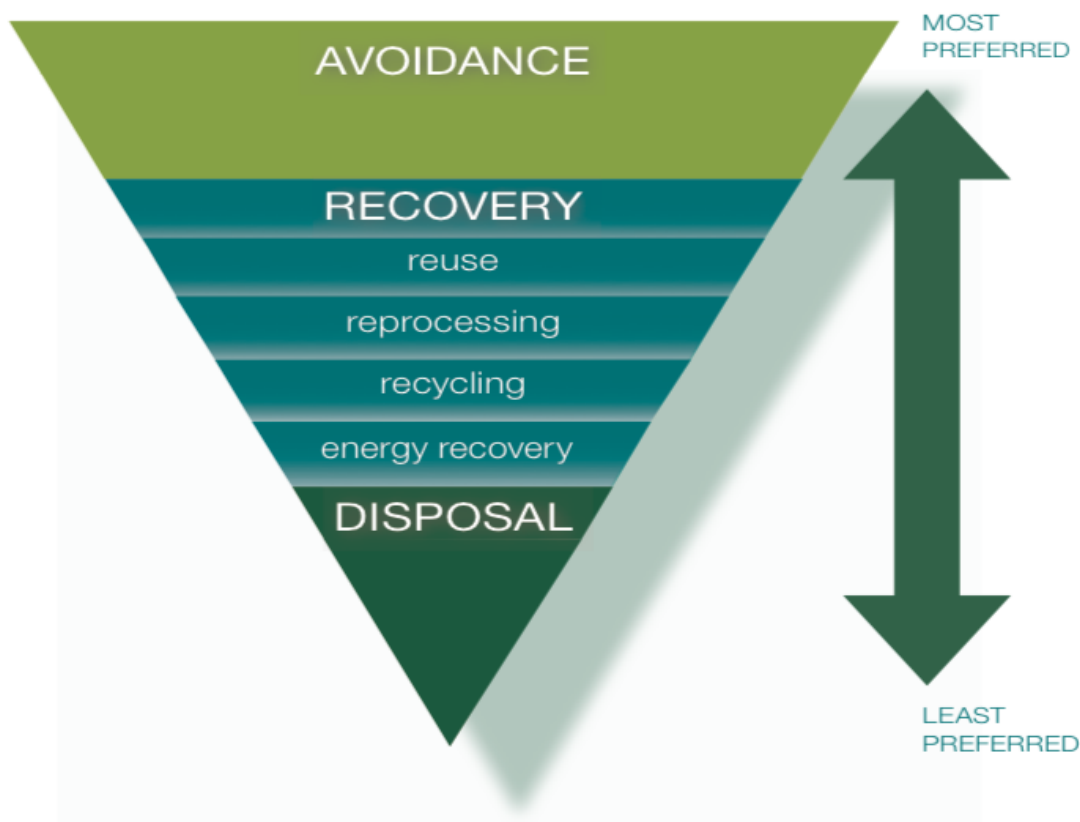 MOST
PREFERRED
AVOIDANCE
RECOVERY
reuse
reprocessing
recycling
energy recovery
DISPOSAL
LEAST
PREFERRED